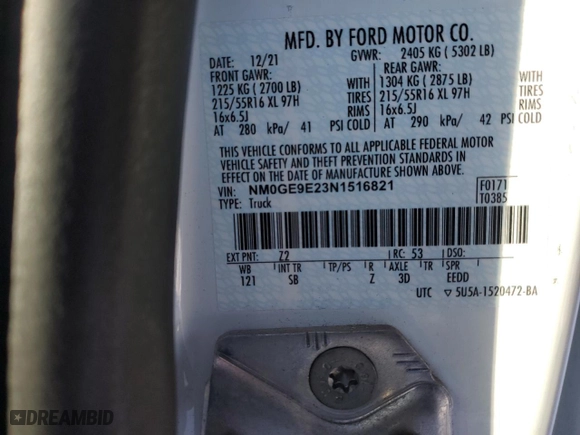 MFD. BY FORD MOTOR CO.
DATE: 12/21 GVWR: 2405 KG ( 5302 LB)
FRONT GAWR: REAR GAWR:
1225 KG ( 2700 LB) WITH 1304 KG ( 2875 LB) WITH
215/55R16 XL 97H TIRES 215/55R16 XL 97H TIRES
16x6.5J RIMS 16x6.5J RIMS
AT 280 kPa/ 41 PSI COLD AT 290 kPa/ 42 PSI COLD
THIS VEHICLE CONFORMS TO ALL APPLICABLE FEDERAL MOTOR
VEHICLE SAFETY AND THEFT PREVENTION STANDARDS IN
EFFECT ON THE DATE OF MANUFACTURE SHOWN ABOVE.
VIN: NM0GE9E23N1516821 F0171
TYPE: Truck T0385
EXT PNT: Z2 RC: 53 DSO:
WB INT TR TP/PS R AXLE TR SPR
121 SB Z 3D EEDD
UTC ▽ 5U5A-1520472-BA
DREAMBID